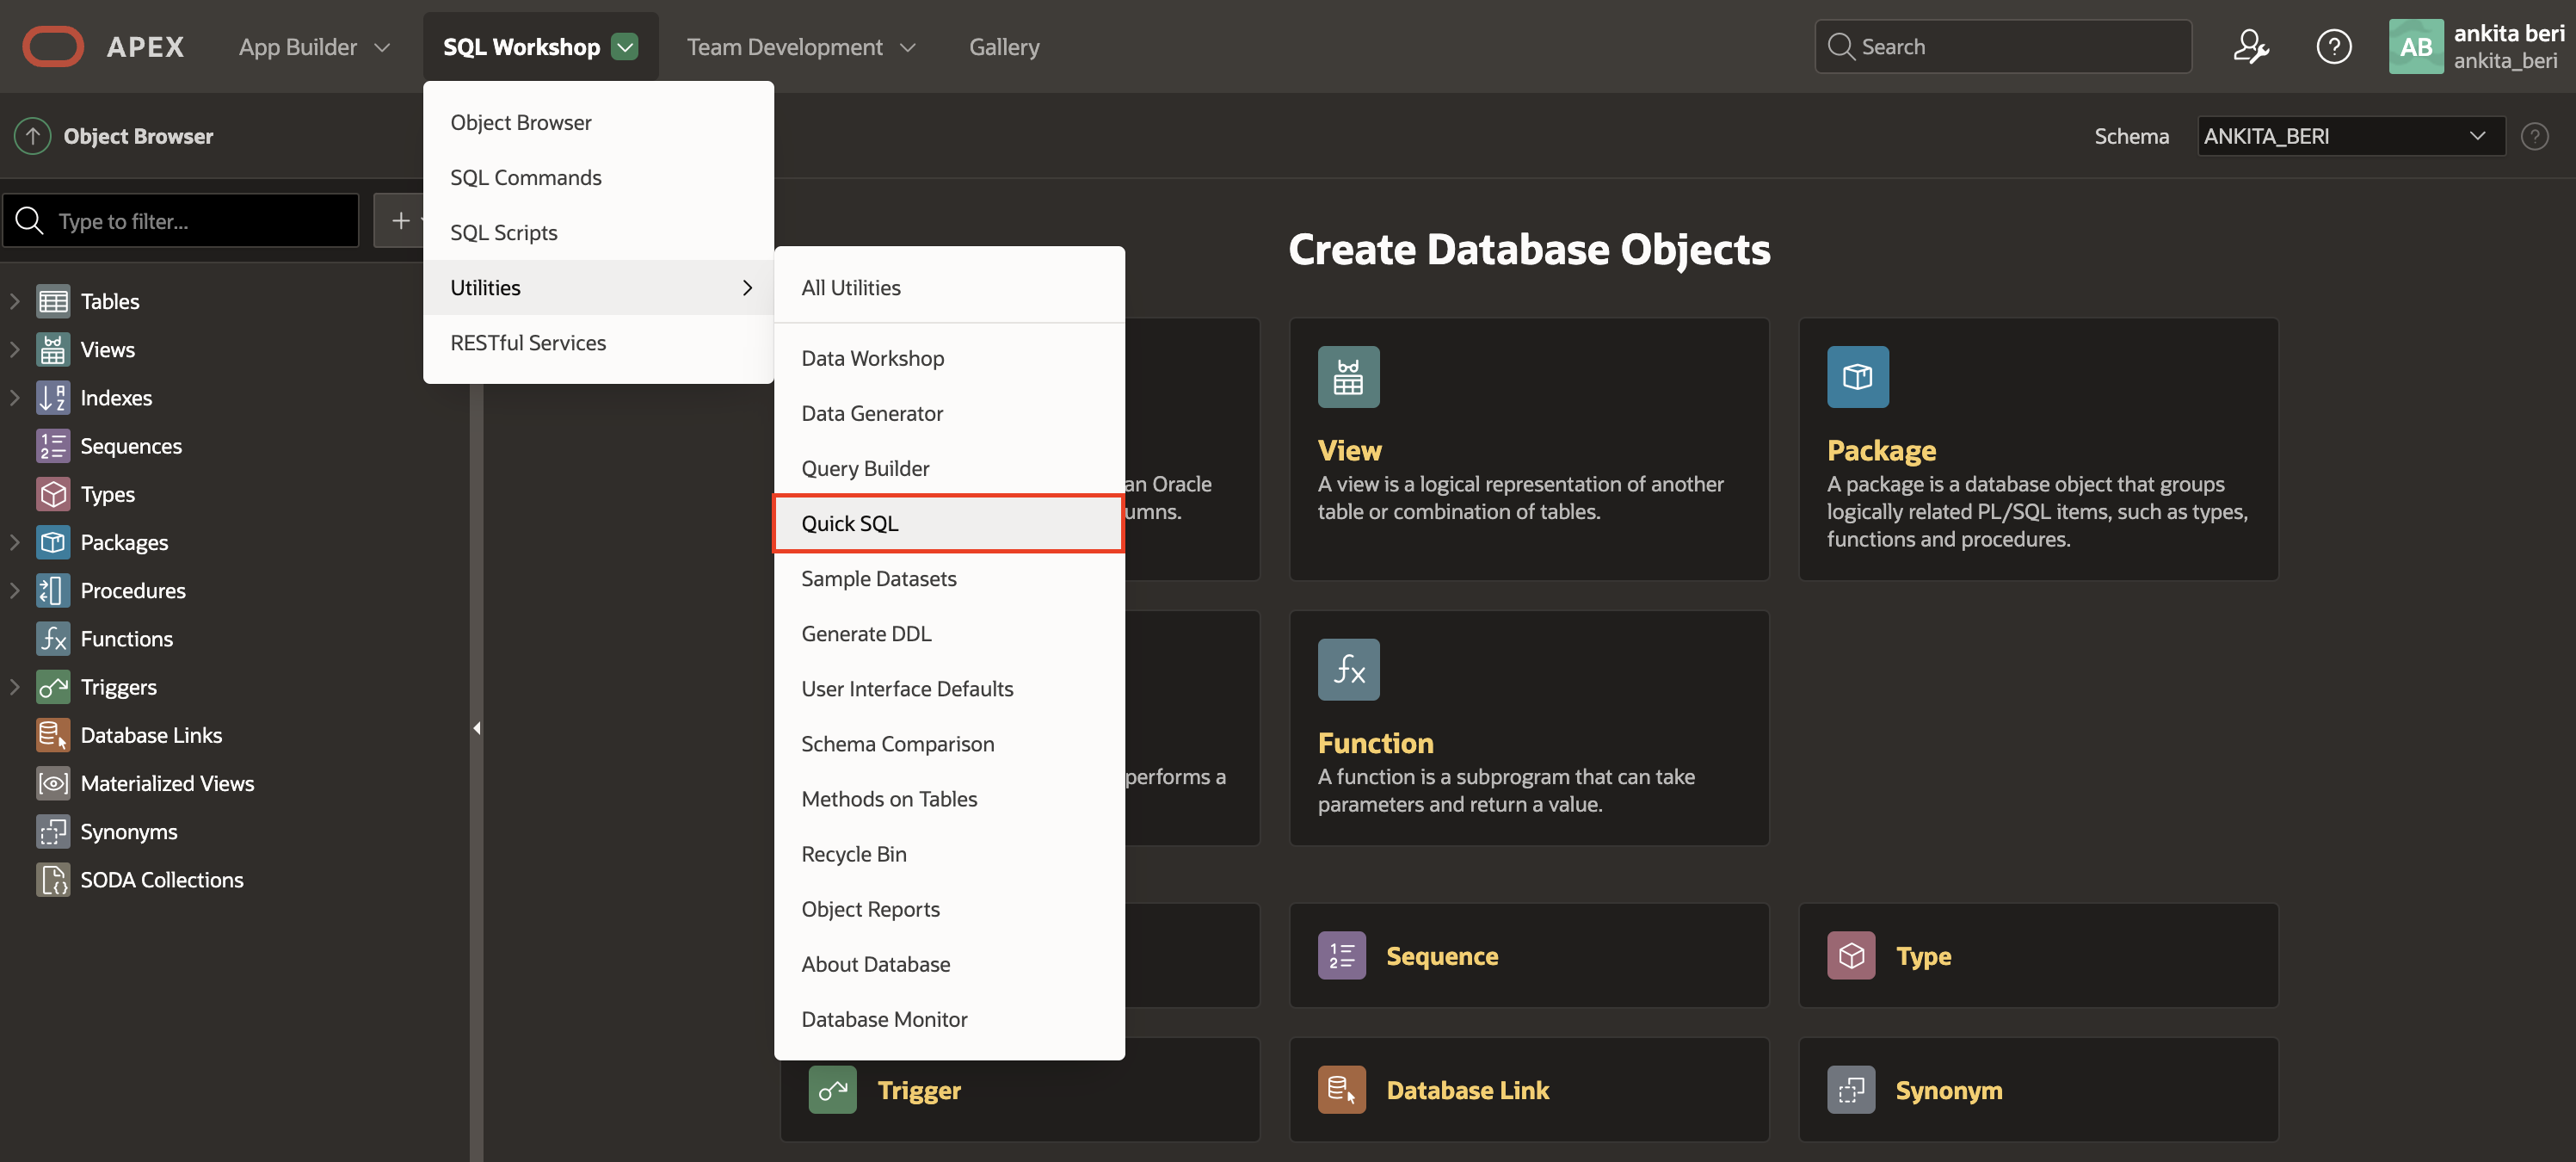 APEX
App Builder
SQL Workshop
Team Development
Gallery
Search
AB
ankita beri
ankita_beri
Object Browser
Schema
ANKITA_BERI
Type to filter...
Tables
Views
Indexes
Sequences
Types
Packages
Procedures
Functions
Triggers
Database Links
Materialized Views
Synonyms
SODA Collections
Object Browser
SQL Commands
SQL Scripts
Utilities
RESTful Services
All Utilities
Data Workshop
Data Generator
Query Builder
Quick SQL
Sample Datasets
Generate DDL
User Interface Defaults
Schema Comparison
Methods on Tables
Recycle Bin
Object Reports
About Database
Database Monitor
Create Database Objects
an Oracle
View
A view is a logical representation of another
table or combination of tables.
Package
A package is a database object that groups
logically related PL/SQL items, such as types,
functions and procedures.
performs a
Function
A function is a subprogram that can take
parameters and return a value.
Sequence
Type
Trigger
Database Link
Synonym